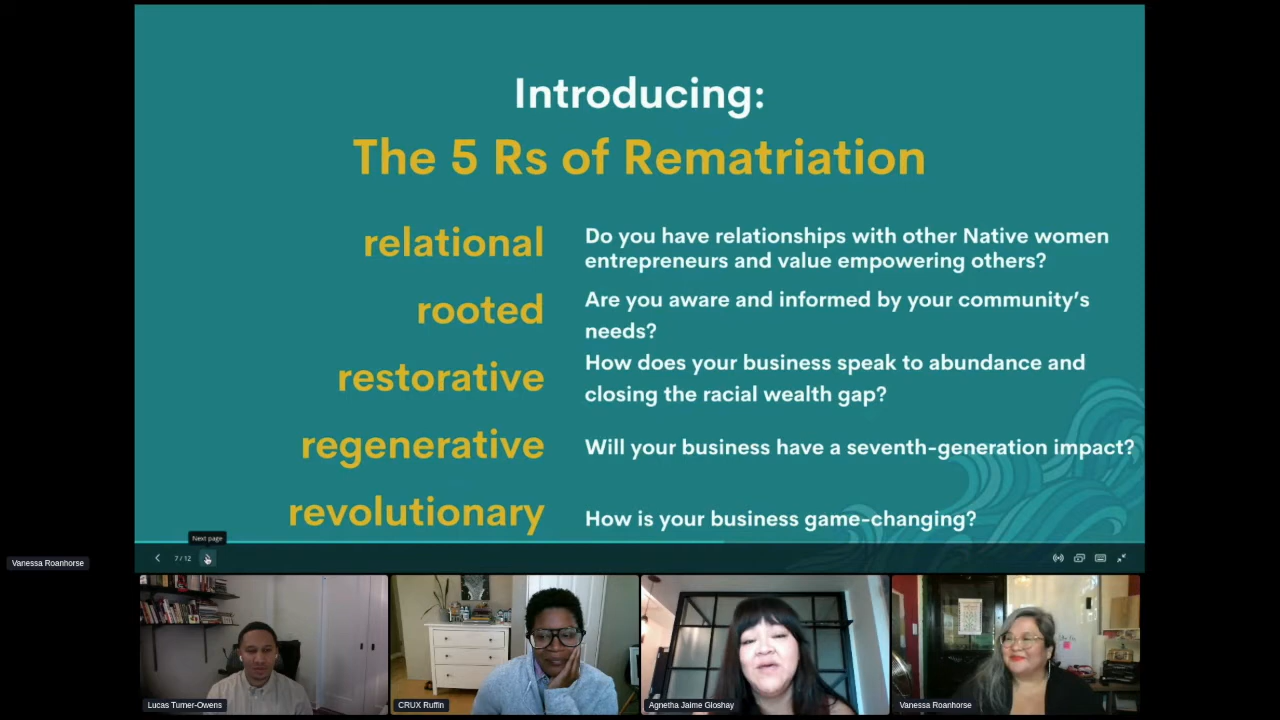 Introducing:
The 5 Rs of Rematriation
relational
Do you have relationships with other Native women
entrepreneurs and value empowering others?
rooted
Are you aware and informed by your community's
needs?
restorative
How does your business speak to abundance and
closing the racial wealth gap?
regenerative
Will your business have a seventh-generation impact?
revolutionary
How is your business game-changing?
Next page
7 / 12
Vanessa Roanhorse
Lucas Turner-Owens
CRUX Ruffin
Agnetha Jaime Gloshay
Vanessa Roanhorse